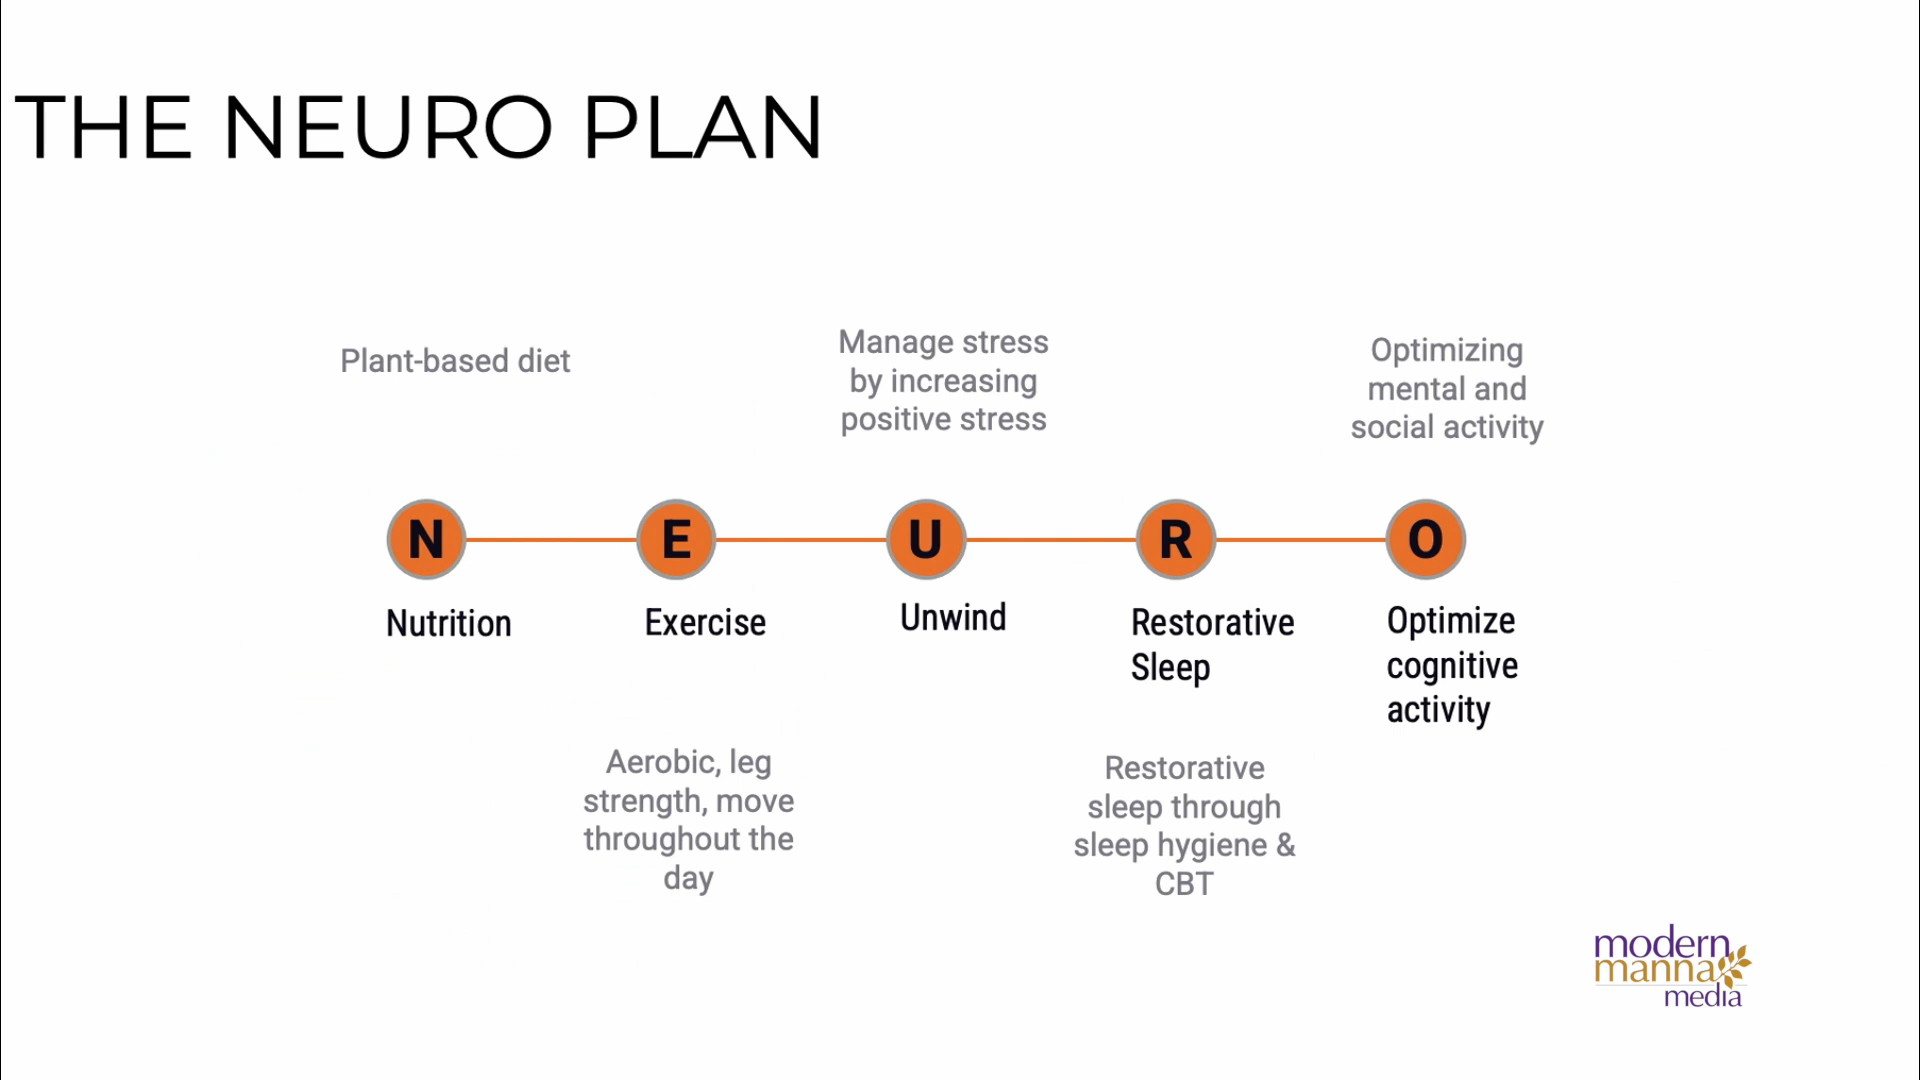 THE NEURO PLAN
Plant-based diet
Manage stress
by increasing
positive stress
Optimizing
mental and
social activity
N
E
U
R
O
Nutrition
Exercise
Unwind
Restorative
Sleep
Optimize
cognitive
activity
Aerobic, leg
strength, move
throughout the
day
Restorative
sleep through
sleep hygiene &
CBT
modern
manna
media